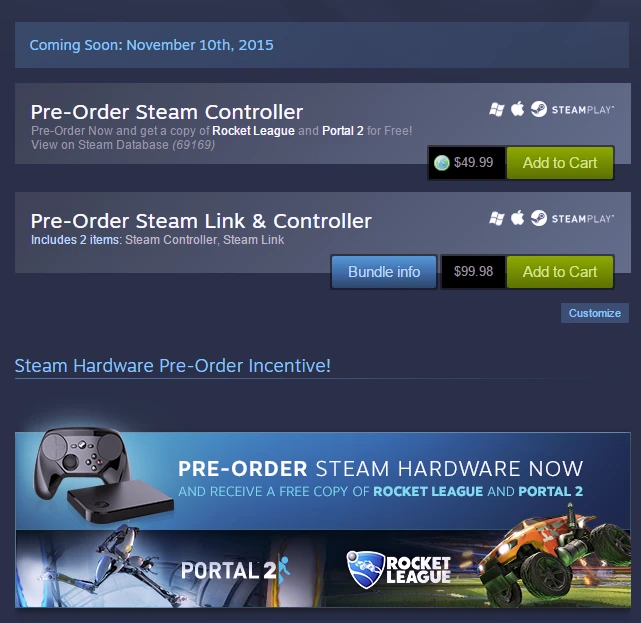 Coming Soon: November 10th, 2015
Pre-Order Steam Controller
STEAMPLAY™
Pre-Order Now and get a copy of Rocket League and Portal 2 for Free!
View on Steam Database (69169)
$49.99
Add to Cart
Pre-Order Steam Link & Controller
STEAMPLAY™
Includes 2 items: Steam Controller, Steam Link
Bundle info
$99.98
Add to Cart
Customize
Steam Hardware Pre-Order Incentive!
PRE-ORDER STEAM HARDWARE NOW
AND RECEIVE A FREE COPY OF ROCKET LEAGUE AND PORTAL 2
PORTAL 2
ROCKET
LEAGUE